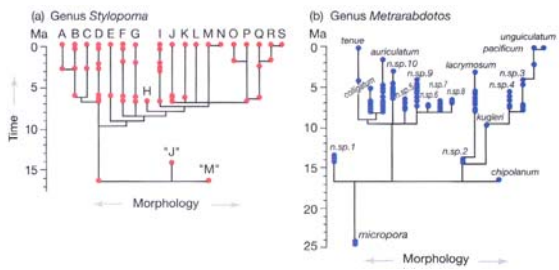 (a) Genus Stylopoma
Ma A B C D E F G H I J K L M N O P Q R S
0
5
10
15
Time
"J"
"M"
Morphology
(b) Genus Metrarabdotos
Ma
0
5
10
15
20
25
tenue
auriculatum
n.sp.10
n.sp.9
colligatum
n.sp.5
n.sp.6
n.sp.7
n.sp.8
lacrymosum
unguiculatum
pacificum
n.sp.3
n.sp.4
kugleri
n.sp.1
n.sp.2
chipolanum
micropora
Morphology